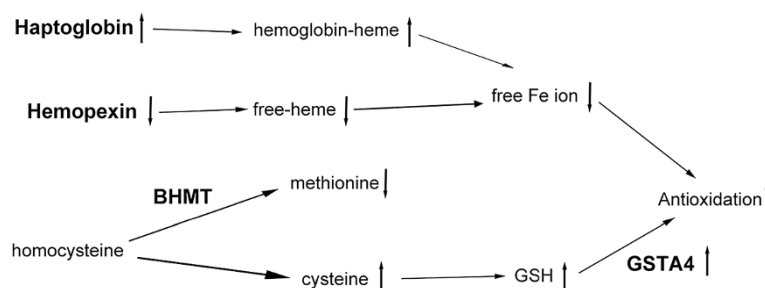 Haptoglobin hemoglobin-heme
Hemopexin free-heme free Fe ion
BHMT methionine
Antioxidation
homocysteine
cysteine GSH GSTA4